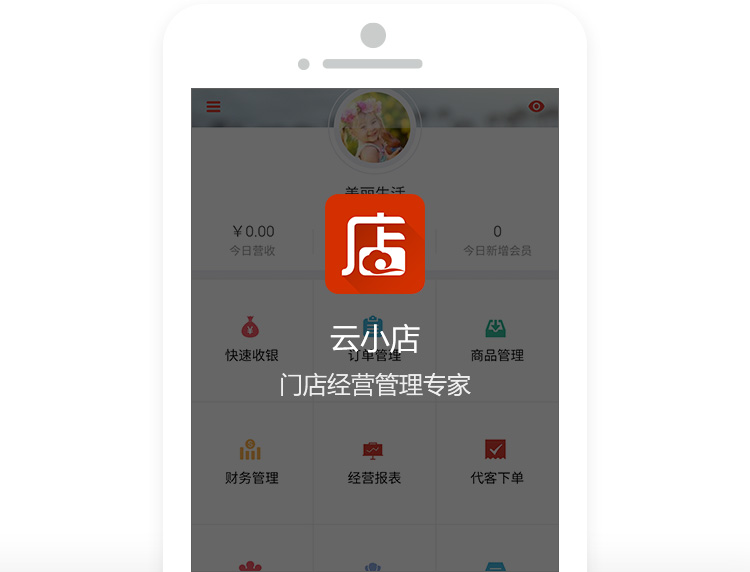 美丽生活
￥0.00
今日营收
0
今日新增会员
店
云小店
门店经营管理专家
快速收银
订单管理
商品管理
财务管理
经营报表
代客下单